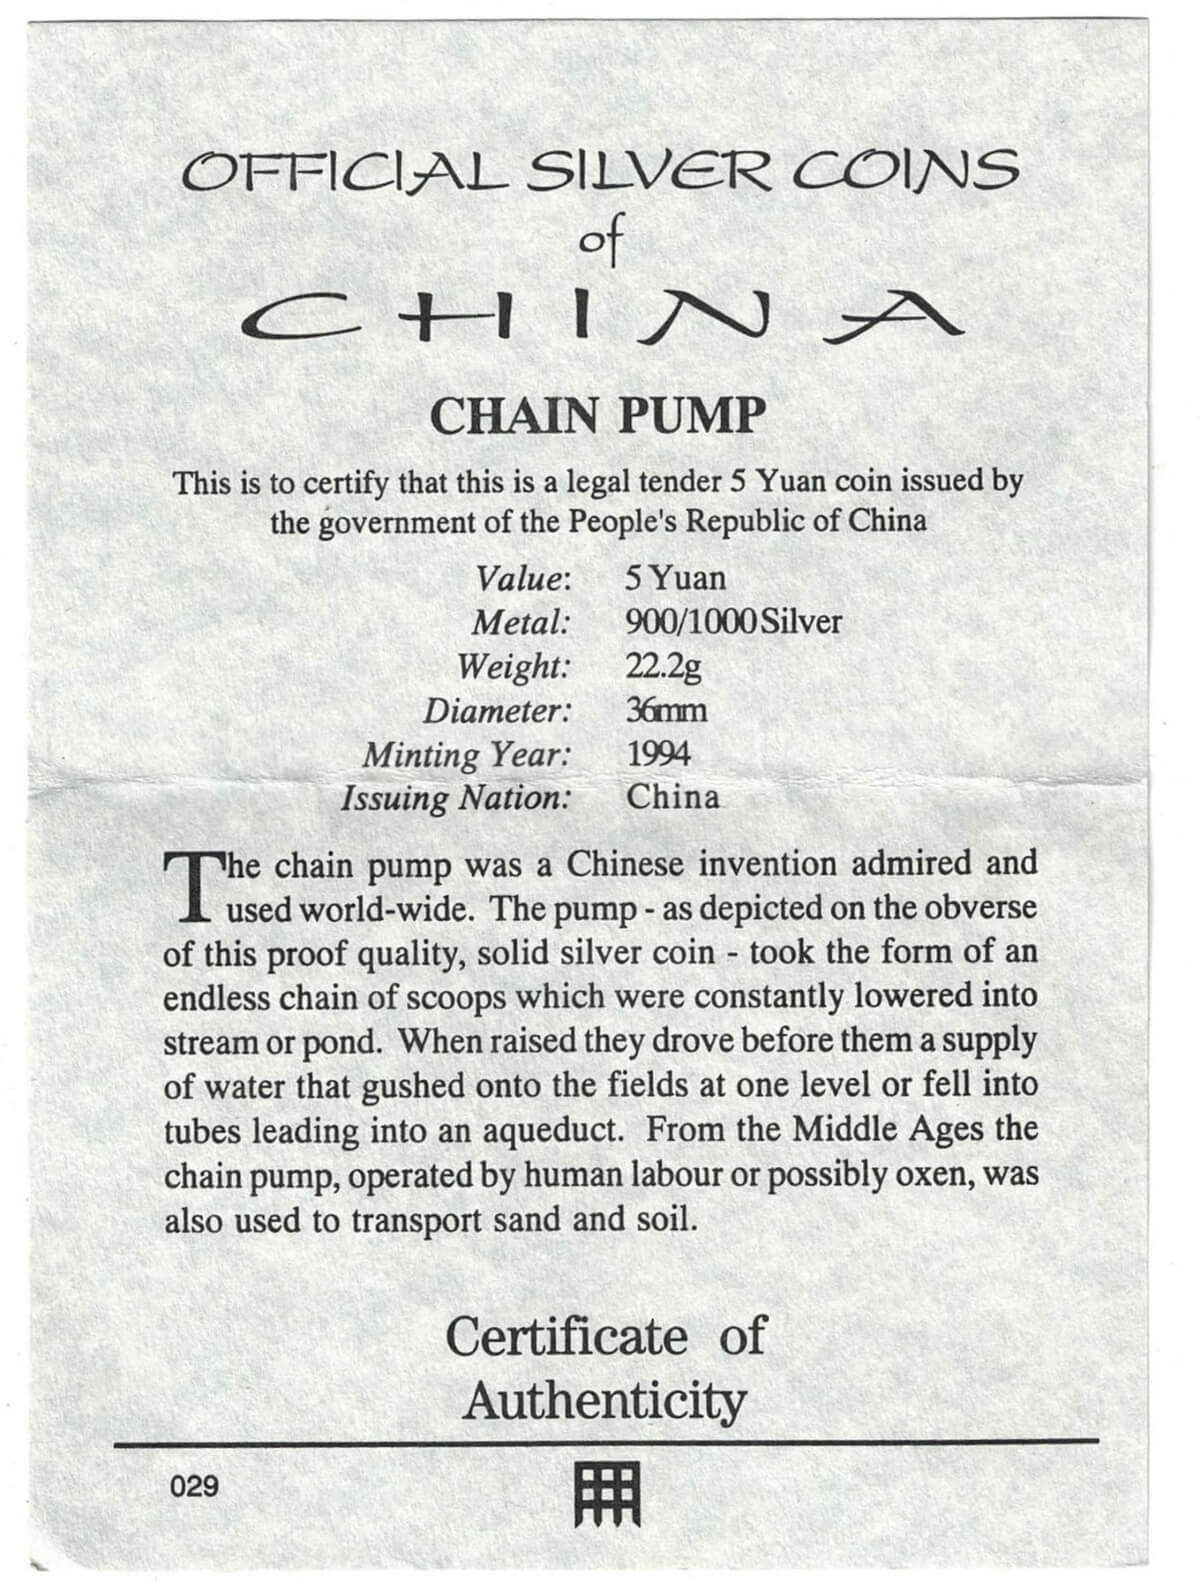 OFFICIAL SILVER COINS
of
CHINA
CHAIN PUMP
This is to certify that this is a legal tender 5 Yuan coin issued by
the government of the People's Republic of China
Value: 5 Yuan
Metal: 900/1000 Silver
Weight: 22.2g
Diameter: 36mm
Minting Year: 1994
Issuing Nation: China
The chain pump was a Chinese invention admired and
used world-wide. The pump - as depicted on the obverse
of this proof quality, solid silver coin - took the form of an
endless chain of scoops which were constantly lowered into
stream or pond. When raised they drove before them a supply
of water that gushed onto the fields at one level or fell into
tubes leading into an aqueduct. From the Middle Ages the
chain pump, operated by human labour or possibly oxen, was
also used to transport sand and soil.
Certificate of
Authenticity
029